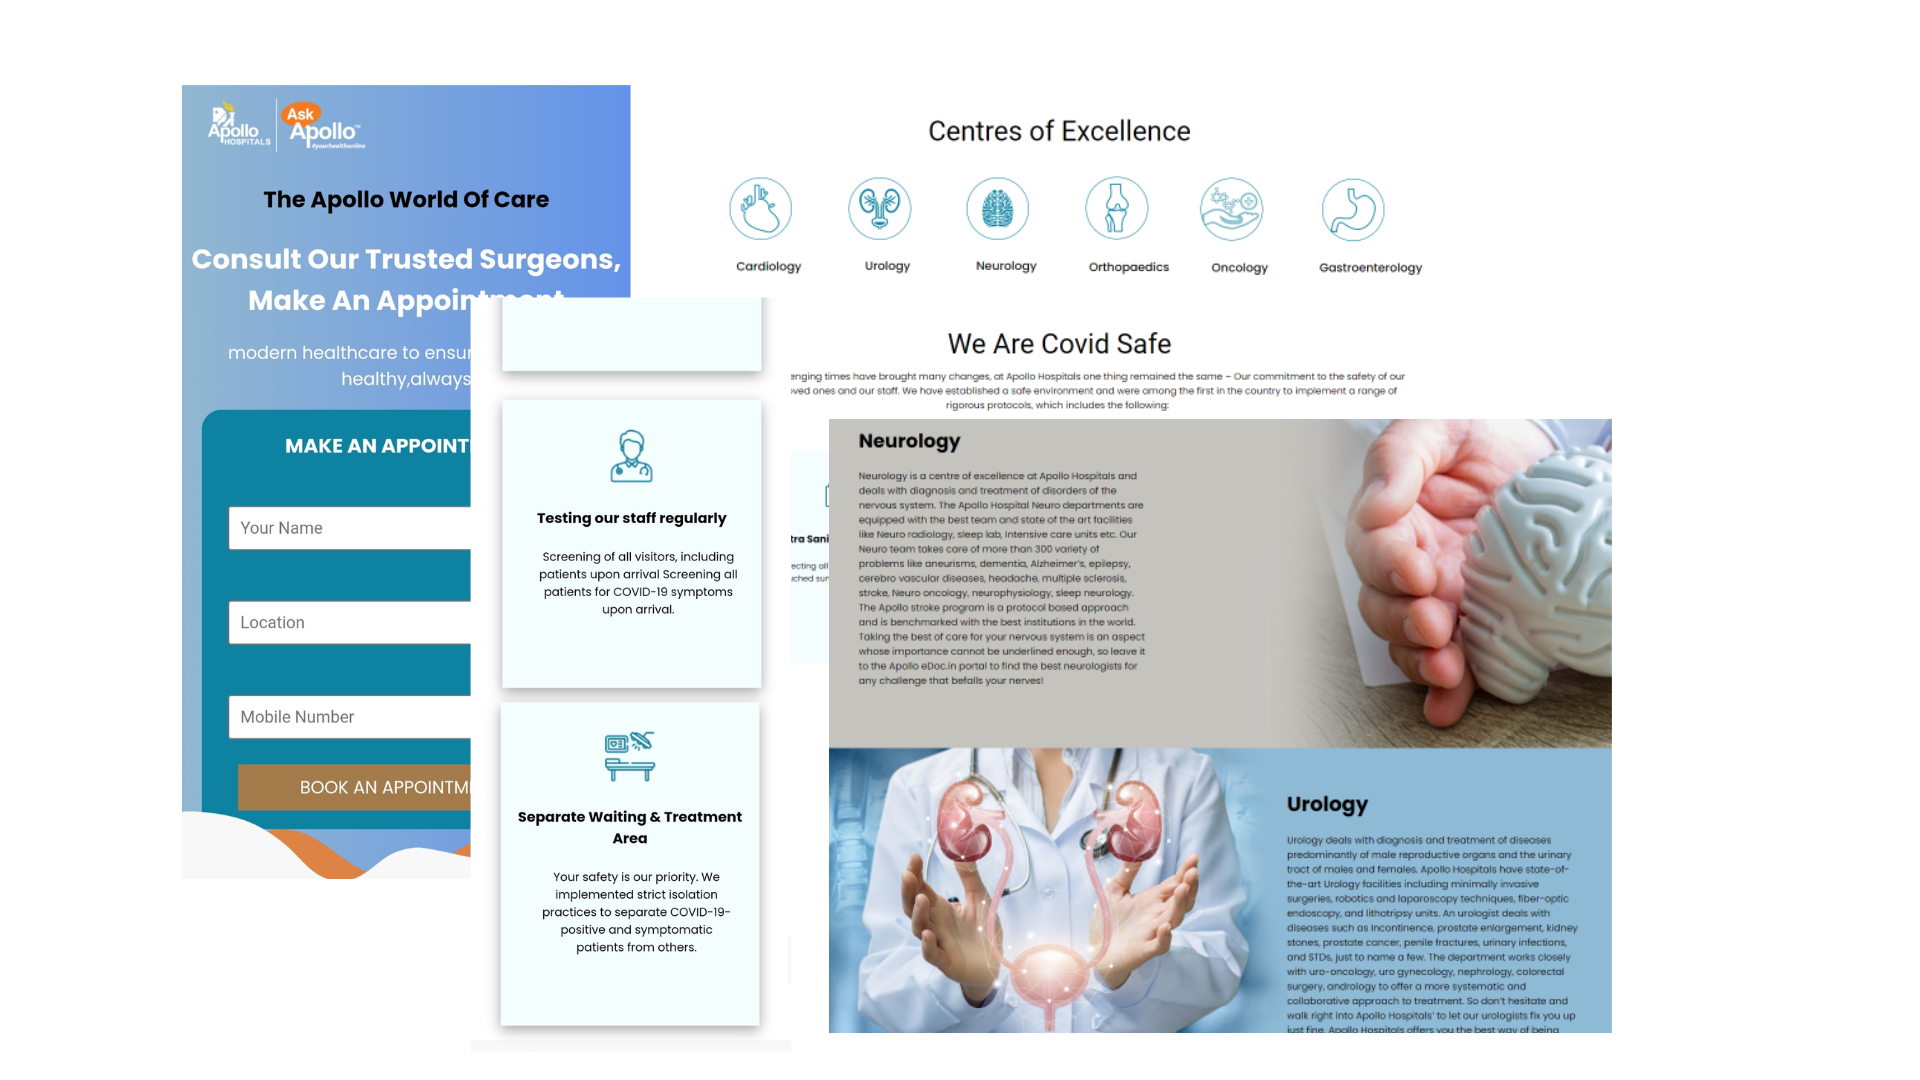 Apollo
HOSPITALS
Ask
Apollo™
#yourhealthonline
The Apollo World Of Care
Consult Our Trusted Surgeons,
Make An Appointment
modern healthcare to ensur
healthy,always
MAKE AN APPOINT
Your Name
Location
Mobile Number
BOOK AN APPOINTM
Centres of Excellence
Cardiology
Urology
Neurology
Orthopaedics
Oncology
Gastroenterology
We Are Covid Safe
enging times have brought many changes, at Apollo Hospitals one thing remained the same – Our commitment to the safety of our
oved ones and our staff. We have established a safe environment and were among the first in the country to implement a range of
rigorous protocols, which includes the following:
tra Sani
ecting all
uched sur
Testing our staff regularly
Screening of all visitors, including
patients upon arrival Screening all
patients for COVID-19 symptoms
upon arrival.
Separate Waiting & Treatment
Area
Your safety is our priority. We
implemented strict isolation
practices to separate COVID-19-
positive and symptomatic
patients from others.
Neurology
Neurology is a centre of excellence at Apollo Hospitals and
deals with diagnosis and treatment of disorders of the
nervous system. The Apollo Hospital Neuro departments are
equipped with the best team and state of the art facilities
like Neuro radiology, sleep lab, Intensive care units etc. Our
Neuro team takes care of more than 300 variety of
problems like aneurisms, dementia, Alzheimer's, epilepsy,
cerebro vascular diseases, headache, multiple sclerosis,
stroke, Neuro oncology, neurophysiology, sleep neurology.
The Apollo stroke program is a protocol based approach
and is benchmarked with the best institutions in the world.
Taking the best of care for your nervous system is an aspect
whose importance cannot be underlined enough, so leave it
to the Apollo eDoc.in portal to find the best neurologists for
any challenge that befalls your nerves!
Urology
Urology deals with diagnosis and treatment of diseases
predominantly of male reproductive organs and the urinary
tract of males and females. Apollo Hospitals have state-of-
the-art Urology facilities including minimally invasive
surgeries, robotics and laparoscopy techniques, fiber-optic
endoscopy, and lithotripsy units. An urologist deals with
diseases such as Incontinence, prostate enlargement, kidney
stones, prostate cancer, penile fractures, urinary infections,
and STDs, just to name a few. The department works closely
with uro-oncology, uro gynecology, nephrology, colorectal
surgery, andrology to offer a more systematic and
collaborative approach to treatment. So don't hesitate and
walk right into Apollo Hospitals' to let our urologists fix you up
just fine. Apollo Hospitals offers you the best way of being